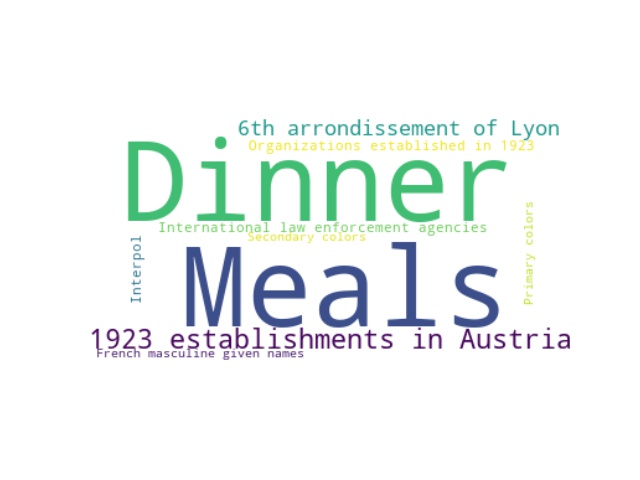 6th arrondissement of Lyon
Organizations established in 1923
Dinner
International law enforcement agencies
Secondary colors
Primary colors
Interpol
Meals
1923 establishments in Austria
French masculine given names